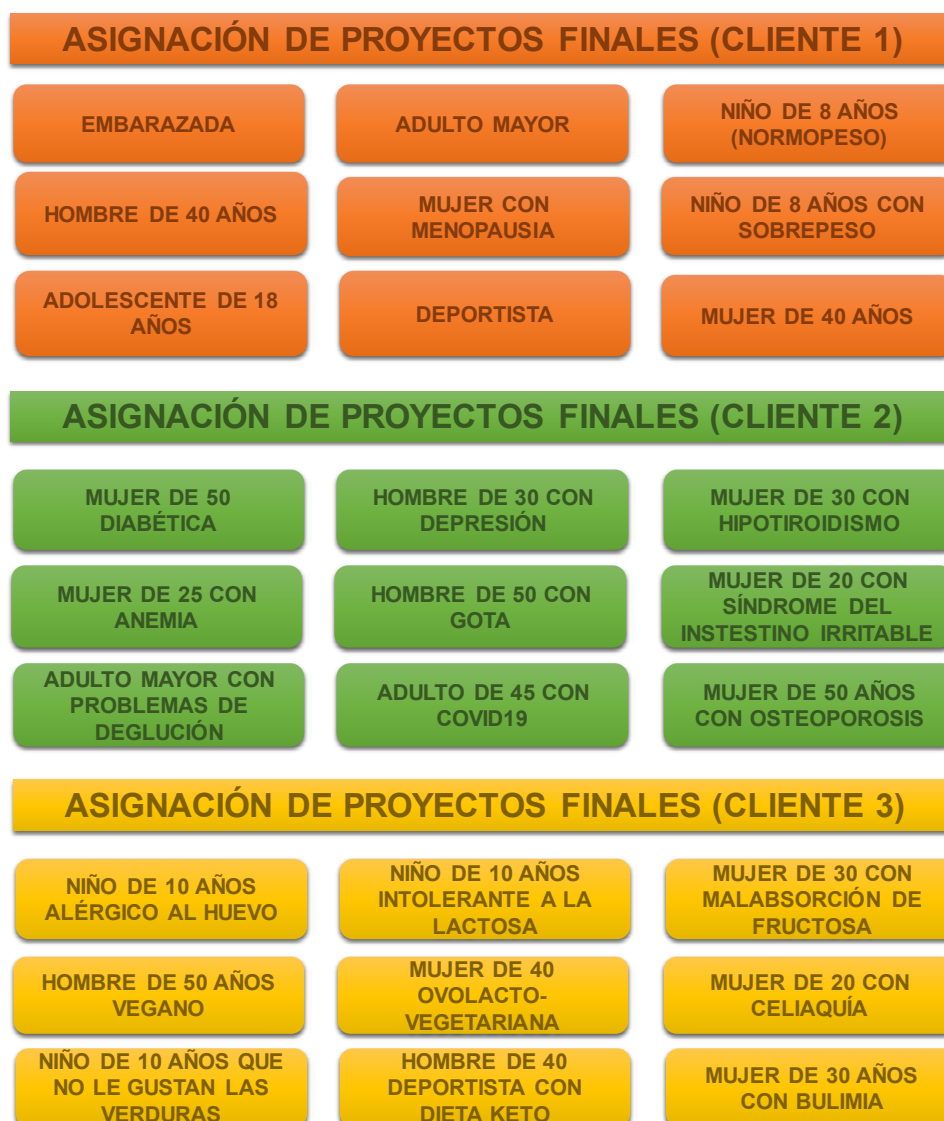 ASIGNACIÓN DE PROYECTOS FINALES (CLIENTE 1)
EMBARAZADA
ADULTO MAYOR
NIÑO DE 8 AÑOS
(NORMOPESO)
HOMBRE DE 40 AÑOS
MUJER CON
MENOPAUSIA
NIÑO DE 8 AÑOS CON
SOBREPESO
ADOLESCENTE DE 18
AÑOS
DEPORTISTA
MUJER DE 40 AÑOS
ASIGNACIÓN DE PROYECTOS FINALES (CLIENTE 2)
MUJER DE 50
DIABÉTICA
HOMBRE DE 30 CON
DEPRESIÓN
MUJER DE 30 CON
HIPOTIROIDISMO
MUJER DE 25 CON
ANEMIA
HOMBRE DE 50 CON
GOTA
MUJER DE 20 CON
SÍNDROME DEL
INSTESTINO IRRITABLE
ADULTO MAYOR CON
PROBLEMAS DE
DEGLUCIÓN
ADULTO DE 45 CON
COVID19
MUJER DE 50 AÑOS
CON OSTEOPOROSIS
ASIGNACIÓN DE PROYECTOS FINALES (CLIENTE 3)
NIÑO DE 10 AÑOS
ALÉRGICO AL HUEVO
NIÑO DE 10 AÑOS
INTOLERANTE A LA
LACTOSA
MUJER DE 30 CON
MALABSORCIÓN DE
FRUCTOSA
HOMBRE DE 50 AÑOS
VEGANO
MUJER DE 40
OVOLACTO-
VEGETARIANA
MUJER DE 20 CON
CELIAQUÍA
NIÑO DE 10 AÑOS QUE
NO LE GUSTAN LAS
VERDURAS
HOMBRE DE 40
DEPORTISTA CON
DIETA KETO
MUJER DE 30 AÑOS
CON BULIMIA